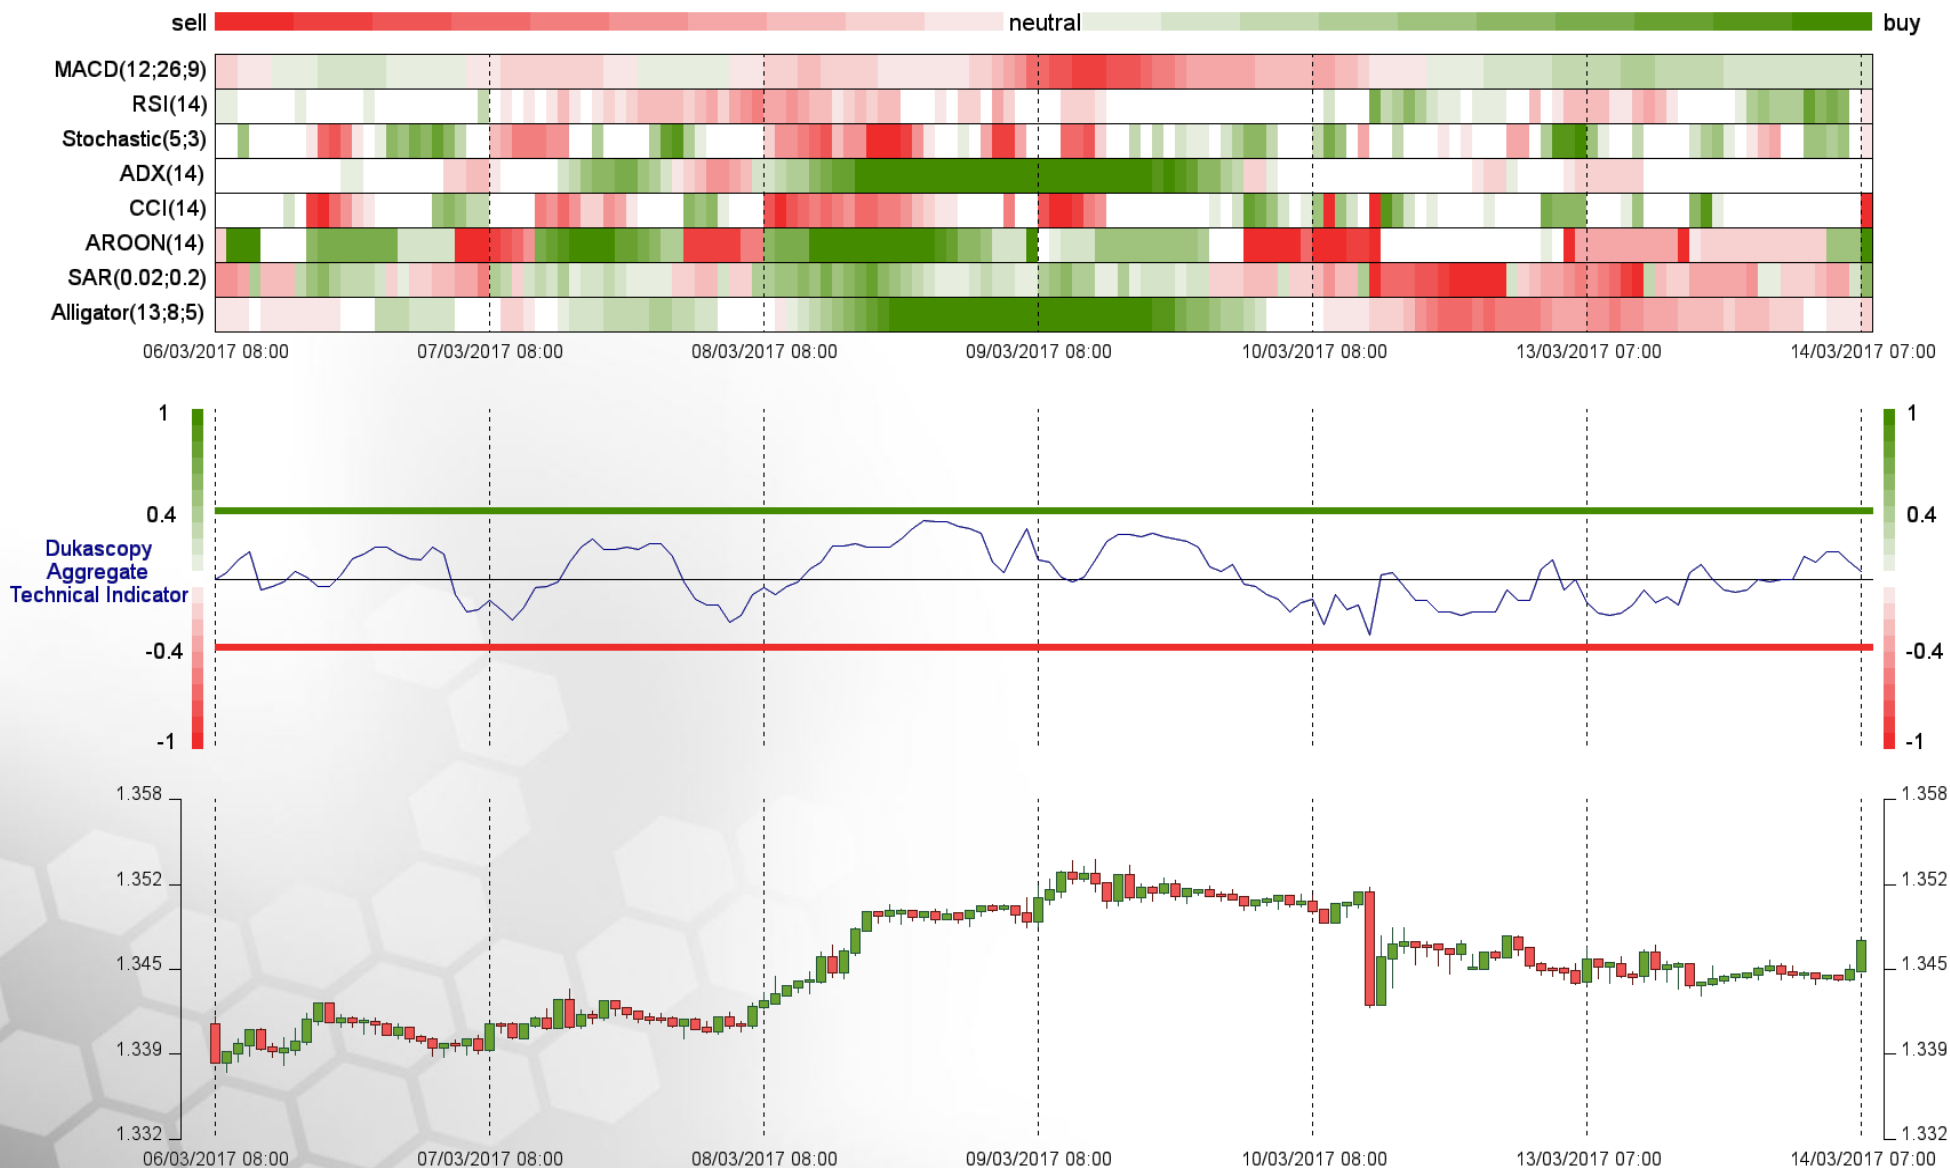 sell neutral buy
MACD(12;26;9)
RSI(14)
Stochastic(5;3)
ADX(14)
CCI(14)
AROON(14)
SAR(0.02;0.2)
Alligator(13;8;5)
06/03/2017 08:00 07/03/2017 08:00 08/03/2017 08:00 09/03/2017 08:00 10/03/2017 08:00 13/03/2017 07:00 14/03/2017 07:00
1 1
0.4 0.4
Dukascopy
Aggregate
Technical Indicator
-0.4 -0.4
-1 -1
1.358 1.358
1.352 1.352
1.345 1.345
1.339 1.339
1.332 1.332
06/03/2017 08:00 07/03/2017 08:00 08/03/2017 08:00 09/03/2017 08:00 10/03/2017 08:00 13/03/2017 07:00 14/03/2017 07:00